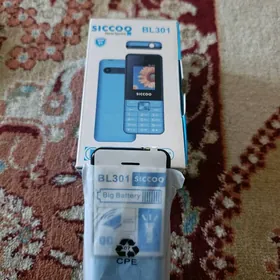 SICCOO BL301
SICCOO
BL301 SICCOO
Big Battery
CPE